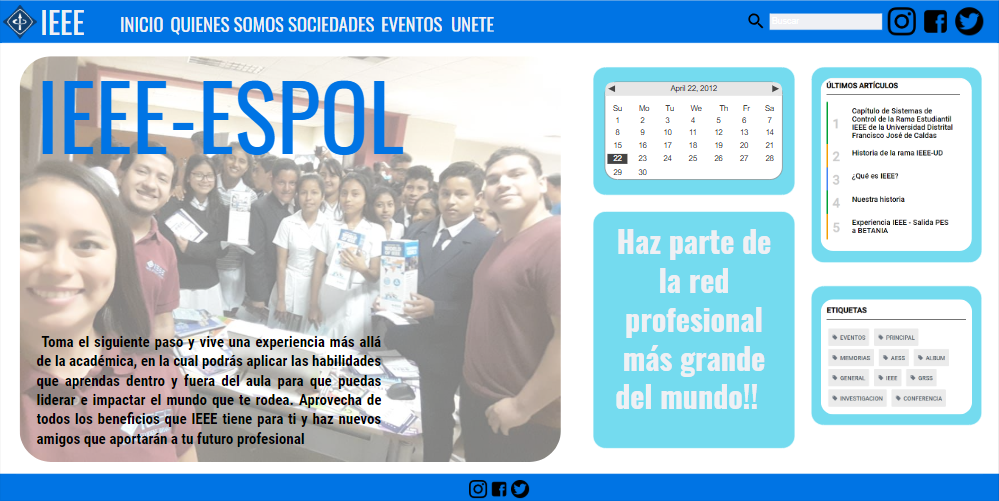 IEEE
INICIO QUIENES SOMOS SOCIEDADES EVENTOS UNETE
Buscar
IEEE-ESPOL
Toma el siguiente paso y vive una experiencia más allá
de la académica, en la cual podrás aplicar las habilidades
que aprendas dentro y fuera del aula para que puedas
liderar e impactar el mundo que te rodea. Aprovecha de
todos los beneficios que IEEE tiene para ti y haz nuevos
amigos que aportarán a tu futuro profesional
April 22, 2012
Su Mo Tu We Th Fr Sa
1 2 3 4 5 6 7
8 9 10 11 12 13 14
15 16 17 18 19 20 21
22 23 24 25 26 27 28
29 30
Haz parte de
la red
profesional
más grande
del mundo!!
ÚLTIMOS ARTÍCULOS
1 Capítulo de Sistemas de
Control de la Rama Estudiantil
IEEE de la Universidad Distrital
Francisco José de Caldas
2 Historia de la rama IEEE-UD
3 ¿Qué es IEEE?
4 Nuestra historia
5 Experiencia IEEE - Salida PES
a BETANIA
ETIQUETAS
EVENTOS PRINCIPAL
MEMORIAS AESS ALBUM
GENERAL IEEE GRSS
INVESTIGACION CONFERENCIA